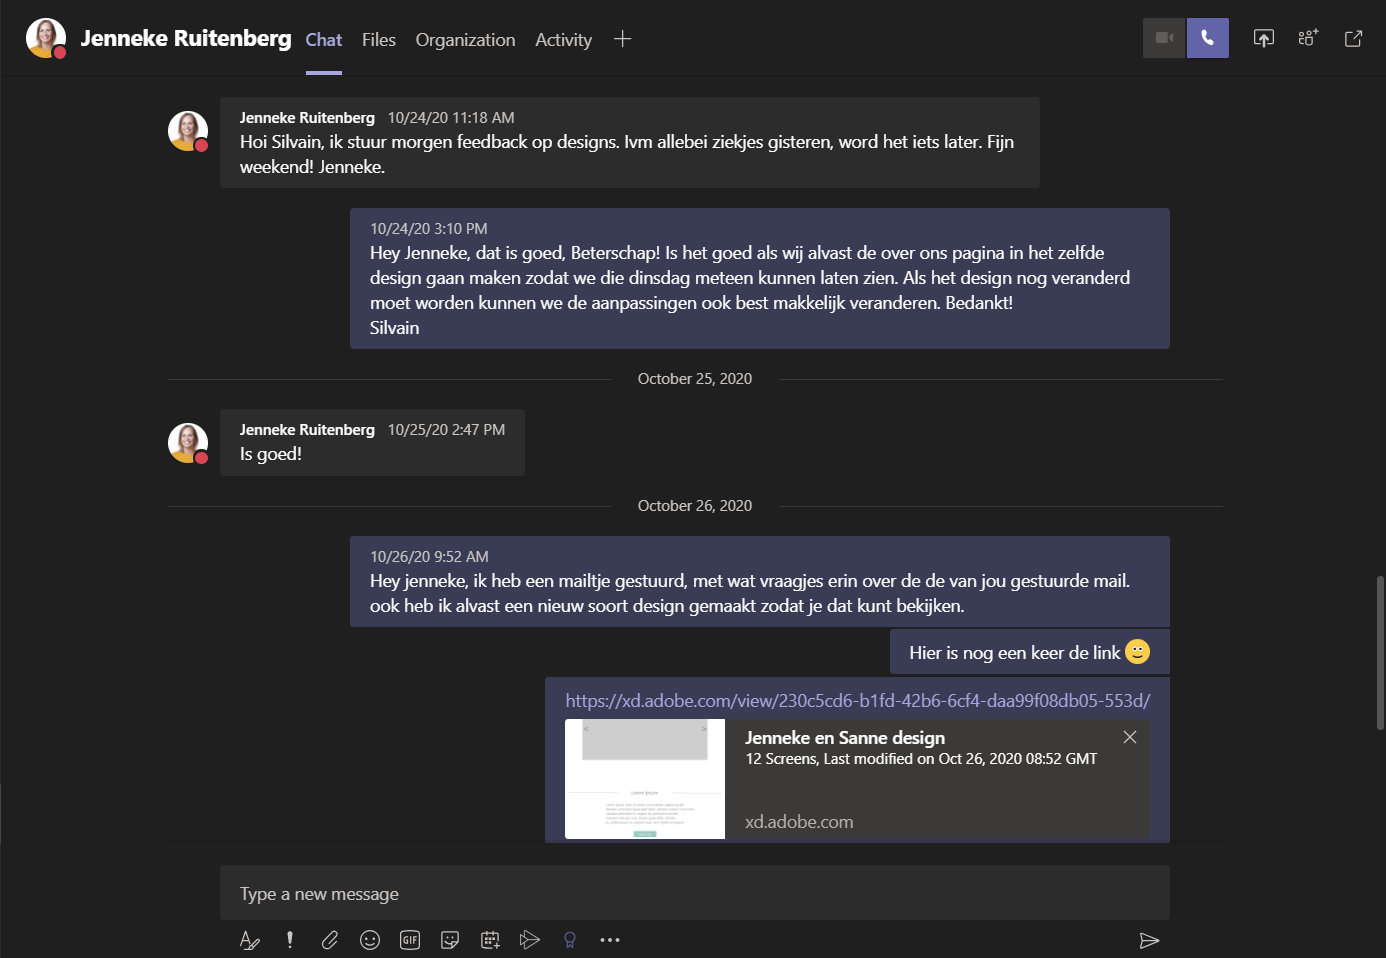 Jenneke Ruitenberg Chat Files Organization Activity
Jenneke Ruitenberg 10/24/20 11:18 AM
Hoi Silvain, ik stuur morgen feedback op designs. Ivm allebei ziekjes gisteren, word het iets later. Fijn
weekend! Jenneke.
10/24/20 3:10 PM
Hey Jenneke, dat is goed, Beterschap! Is het goed als wij alvast de over ons pagina in het zelfde
design gaan maken zodat we die dinsdag meteen kunnen laten zien. Als het design nog veranderd
moet worden kunnen we de aanpassingen ook best makkelijk veranderen. Bedankt!
Silvain
October 25, 2020
Jenneke Ruitenberg 10/25/20 2:47 PM
Is goed!
October 26, 2020
10/26/20 9:52 AM
Hey jenneke, ik heb een mailtje gestuurd, met wat vraagjes erin over de de van jou gestuurde mail.
ook heb ik alvast een nieuw soort design gemaakt zodat je dat kunt bekijken.
Hier is nog een keer de link
https://xd.adobe.com/view/230c5cd6-b1fd-42b6-6cf4-daa99f08db05-553d/
Jenneke en Sanne design
12 Screens, Last modified on Oct 26, 2020 08:52 GMT
Lorem Ipsum
xd.adobe.com
Type a new message
GIF